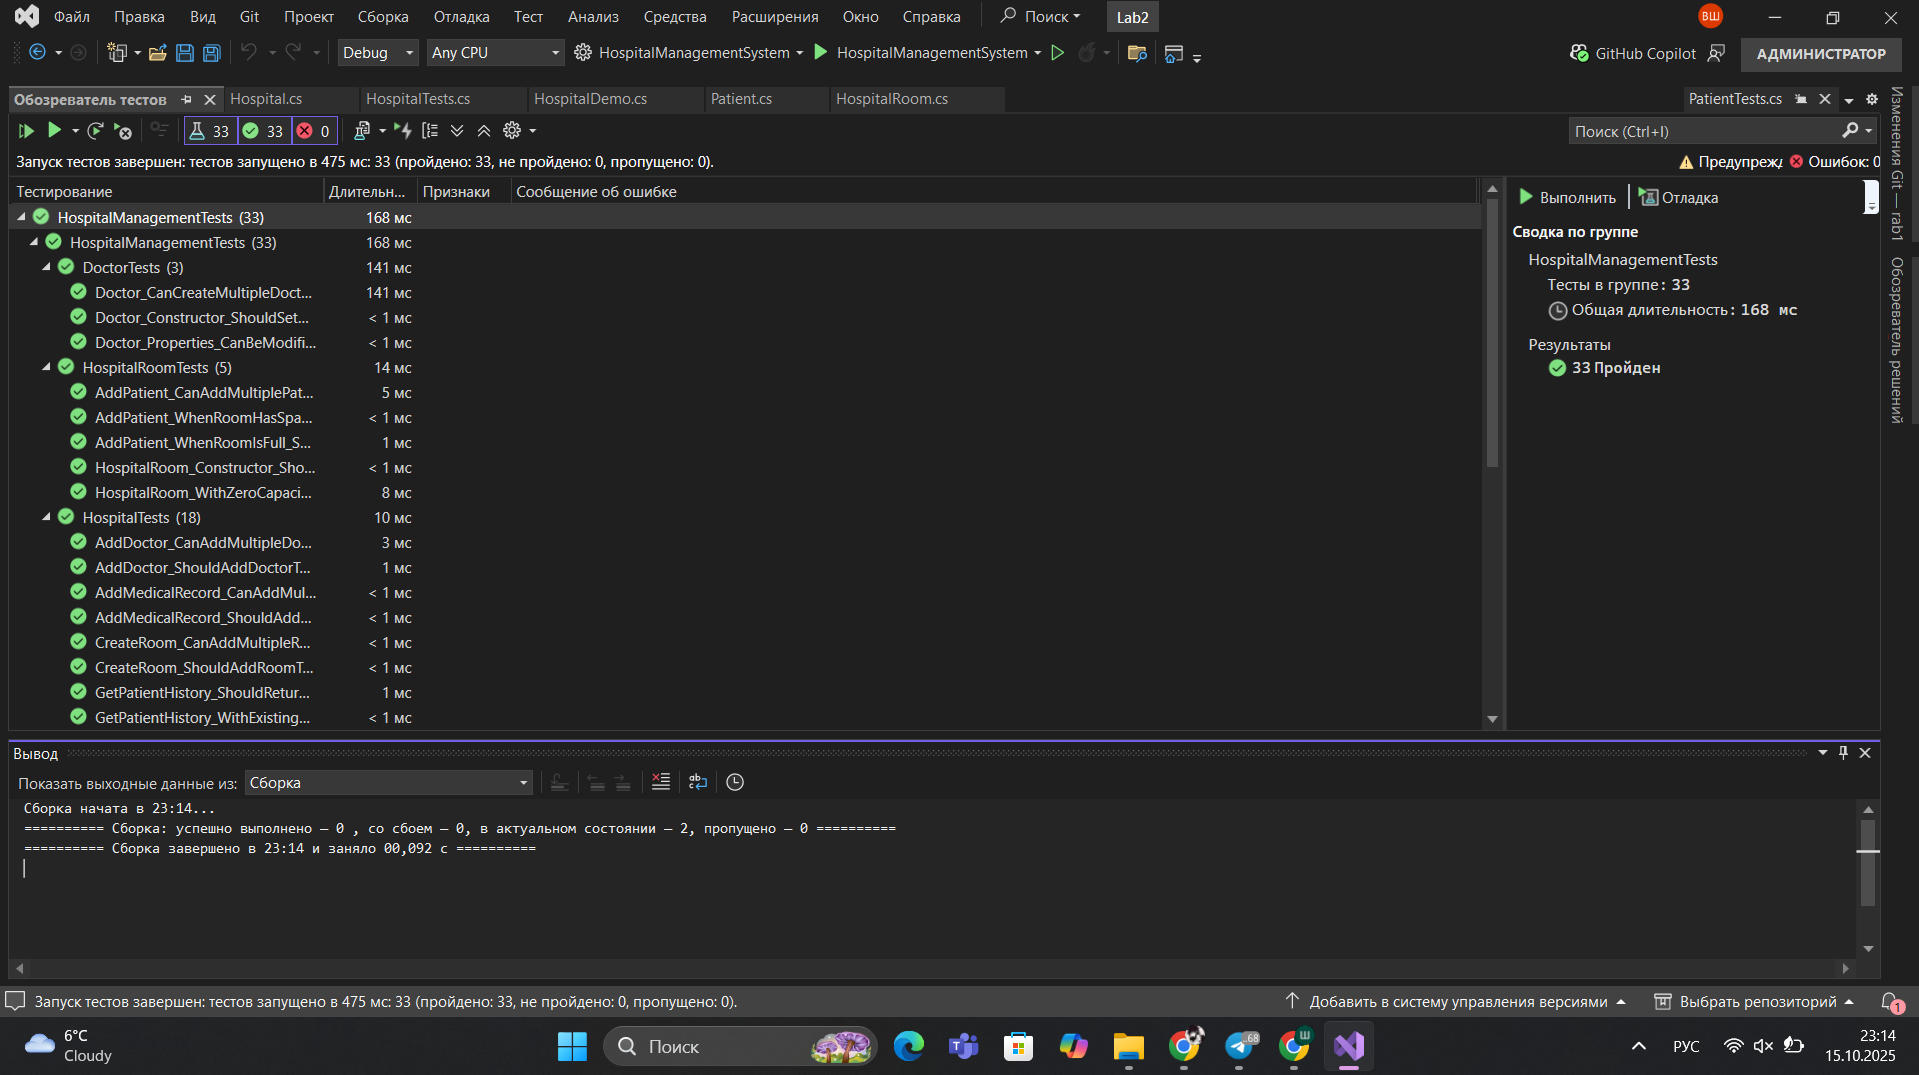 Файл Правка Вид Git Проект Сборка Отладка Тест Анализ Средства Расширения Окно Справка Поиск Lab2 ВШ
Debug Any CPU HospitalManagementSystem HospitalManagementSystem GitHub Copilot АДМИНИСТРАТОР
Обозреватель тестов Hospital.cs HospitalTests.cs HospitalDemo.cs Patient.cs HospitalRoom.cs PatientTests.cs
33 33 0 Поиск (Ctrl+I)
Запуск тестов завершен: тестов запущено в 475 мс: 33 (пройдено: 33, не пройдено: 0, пропущено: 0). Предупрежд Ошибок: 0
Тестирование Длительн... Признаки Сообщение об ошибке
HospitalManagementTests (33) 168 мс
HospitalManagementTests (33) 168 мс
DoctorTests (3) 141 мс
Doctor_CanCreateMultipleDoct... 141 мс
Doctor_Constructor_ShouldSet... < 1 мс
Doctor_Properties_CanBeModifi... < 1 мс
HospitalRoomTests (5) 14 мс
AddPatient_CanAddMultiplePat... 5 мс
AddPatient_WhenRoomHasSpa... < 1 мс
AddPatient_WhenRoomIsFull_S... 1 мс
HospitalRoom_Constructor_Sho... < 1 мс
HospitalRoom_WithZeroCapaci... 8 мс
HospitalTests (18) 10 мс
AddDoctor_CanAddMultipleDo... 3 мс
AddDoctor_ShouldAddDoctorT... 1 мс
AddMedicalRecord_CanAddMul... < 1 мс
AddMedicalRecord_ShouldAdd... < 1 мс
CreateRoom_CanAddMultipleR... < 1 мс
CreateRoom_ShouldAddRoomT... < 1 мс
GetPatientHistory_ShouldRetur... 1 мс
GetPatientHistory_WithExisting... < 1 мс
Выполнить Отладка
Сводка по группе
HospitalManagementTests
Тесты в группе: 33
Общая длительность: 168 мс
Результаты
33 Пройден
Изменения Git — rab1
Обозреватель решений
Вывод
Показать выходные данные из: Сборка
Сборка начата в 23:14...
========== Сборка: успешно выполнено — 0 , со сбоем — 0, в актуальном состоянии — 2, пропущено — 0 ==========
========== Сборка завершено в 23:14 и заняло 00,092 с ==========
Запуск тестов завершен: тестов запущено в 475 мс: 33 (пройдено: 33, не пройдено: 0, пропущено: 0). Добавить в систему управления версиями Выбрать репозиторий 1
6°C
Cloudy
Поиск
68
Ш
РУС
23:14
15.10.2025